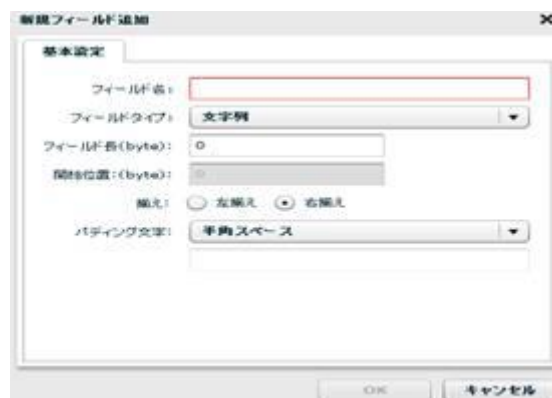 新規フィールド追加
基本設定
フィールド名:
フィールドタイプ: 文字列
フィールド長(byte): 0
開始位置:(byte): 0
揃え: 左揃え 右揃え
パディング文字: 半角スペース
OK キャンセル